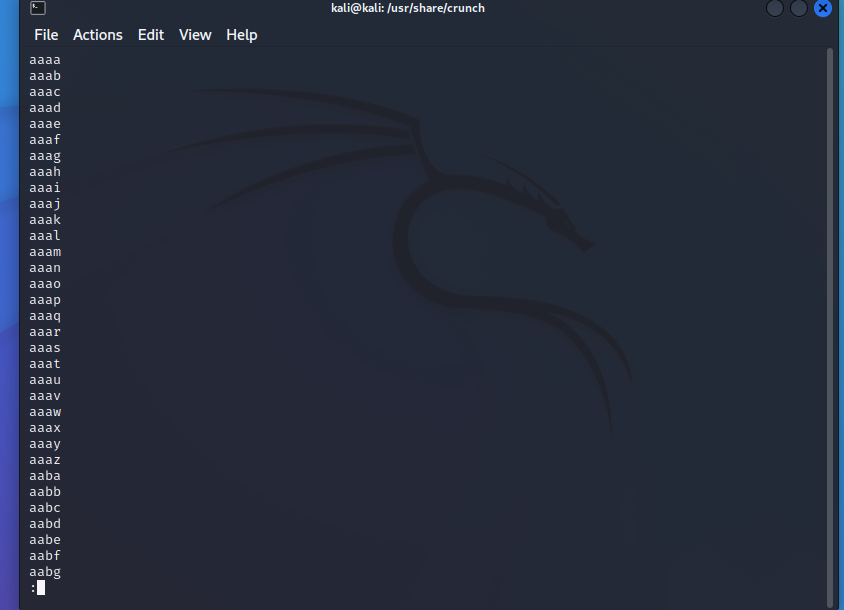 kali@kali: /usr/share/crunch
File Actions Edit View Help
aaaa
aaab
aaac
aaad
aaae
aaaf
aaag
aaah
aaai
aaaj
aaak
aaal
aaam
aaan
aaao
aaap
aaaq
aaar
aaas
aaat
aaau
aaav
aaaw
aaax
aaay
aaaz
aaba
aabb
aabc
aabd
aabe
aabf
aabg
: